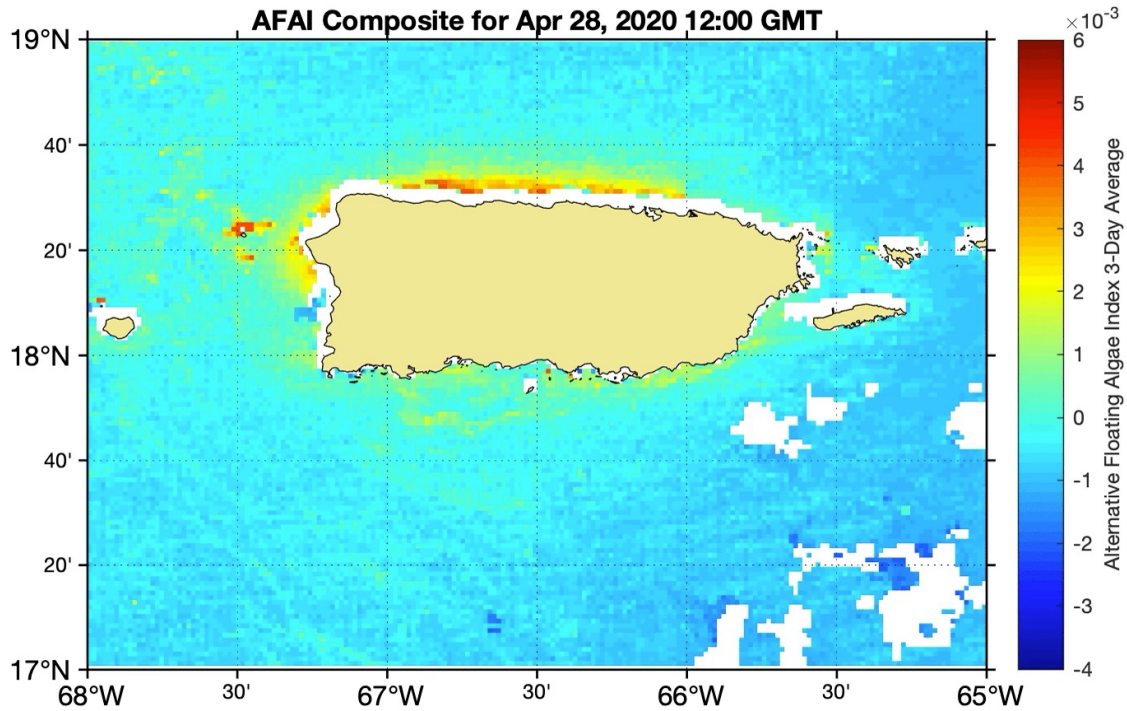 AFAI Composite for Apr 28, 2020 12:00 GMT
×10-3
19°N
40'
20'
18°N
40'
20'
17°N
68°W
30'
67°W
30'
66°W
30'
65°W
6
5
4
3
2
1
0
-1
-2
-3
-4
Alternative Floating Algae Index 3-Day Average